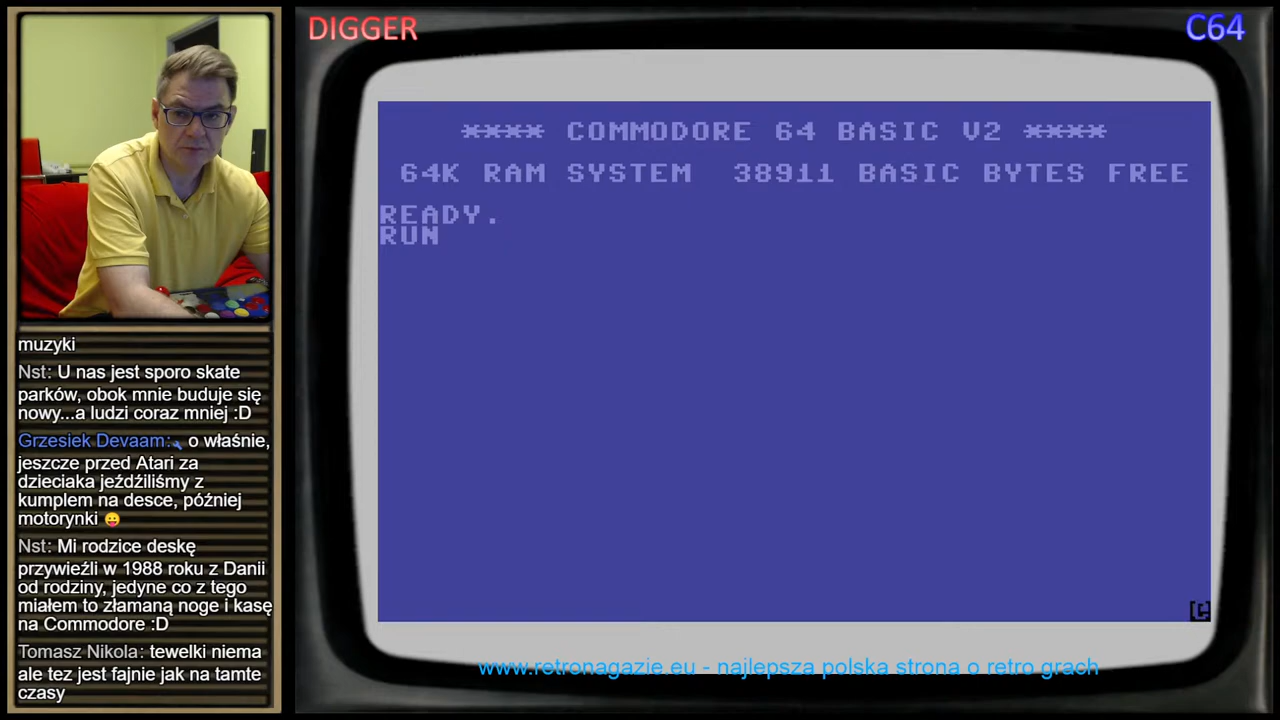 DIGGER
C64
**** COMMODORE 64 BASIC V2 ****
64K RAM SYSTEM  38911 BASIC BYTES FREE
READY.
RUN
muzyki
Nst: U nas jest sporo skate
parków, obok mnie buduje się
nowy...a ludzi coraz mniej :D
Grzesiek Devaam: o właśnie,
jeszcze przed Atari za
dzieciaka jeździliśmy z
kumplem na desce, później
motorynki 😛
Nst: Mi rodzice deskę
przywieźli w 1988 roku z Danii
od rodziny, jedyne co z tego
miałem to złamaną noge i kasę
na Commodore :D
Tomasz Nikola: tewelki niema
ale tez jest fajnie jak na tamte
czasy
www.retronagazie.eu - najlepsza polska strona o retro grach